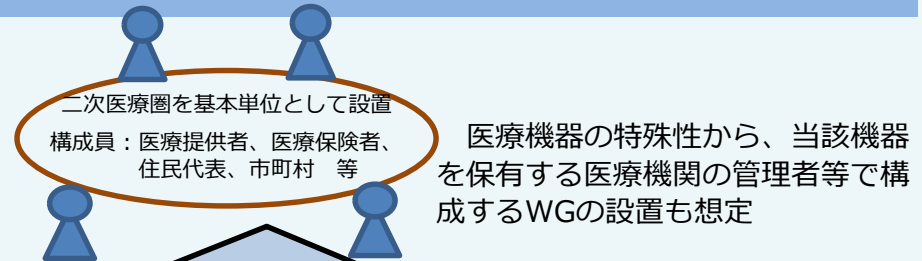 二次医療圏を基本単位として設置
構成員：医療提供者、医療保険者、
住民代表、市町村　等
医療機器の特殊性から、当該機器
を保有する医療機関の管理者等で構
成するWGの設置も想定